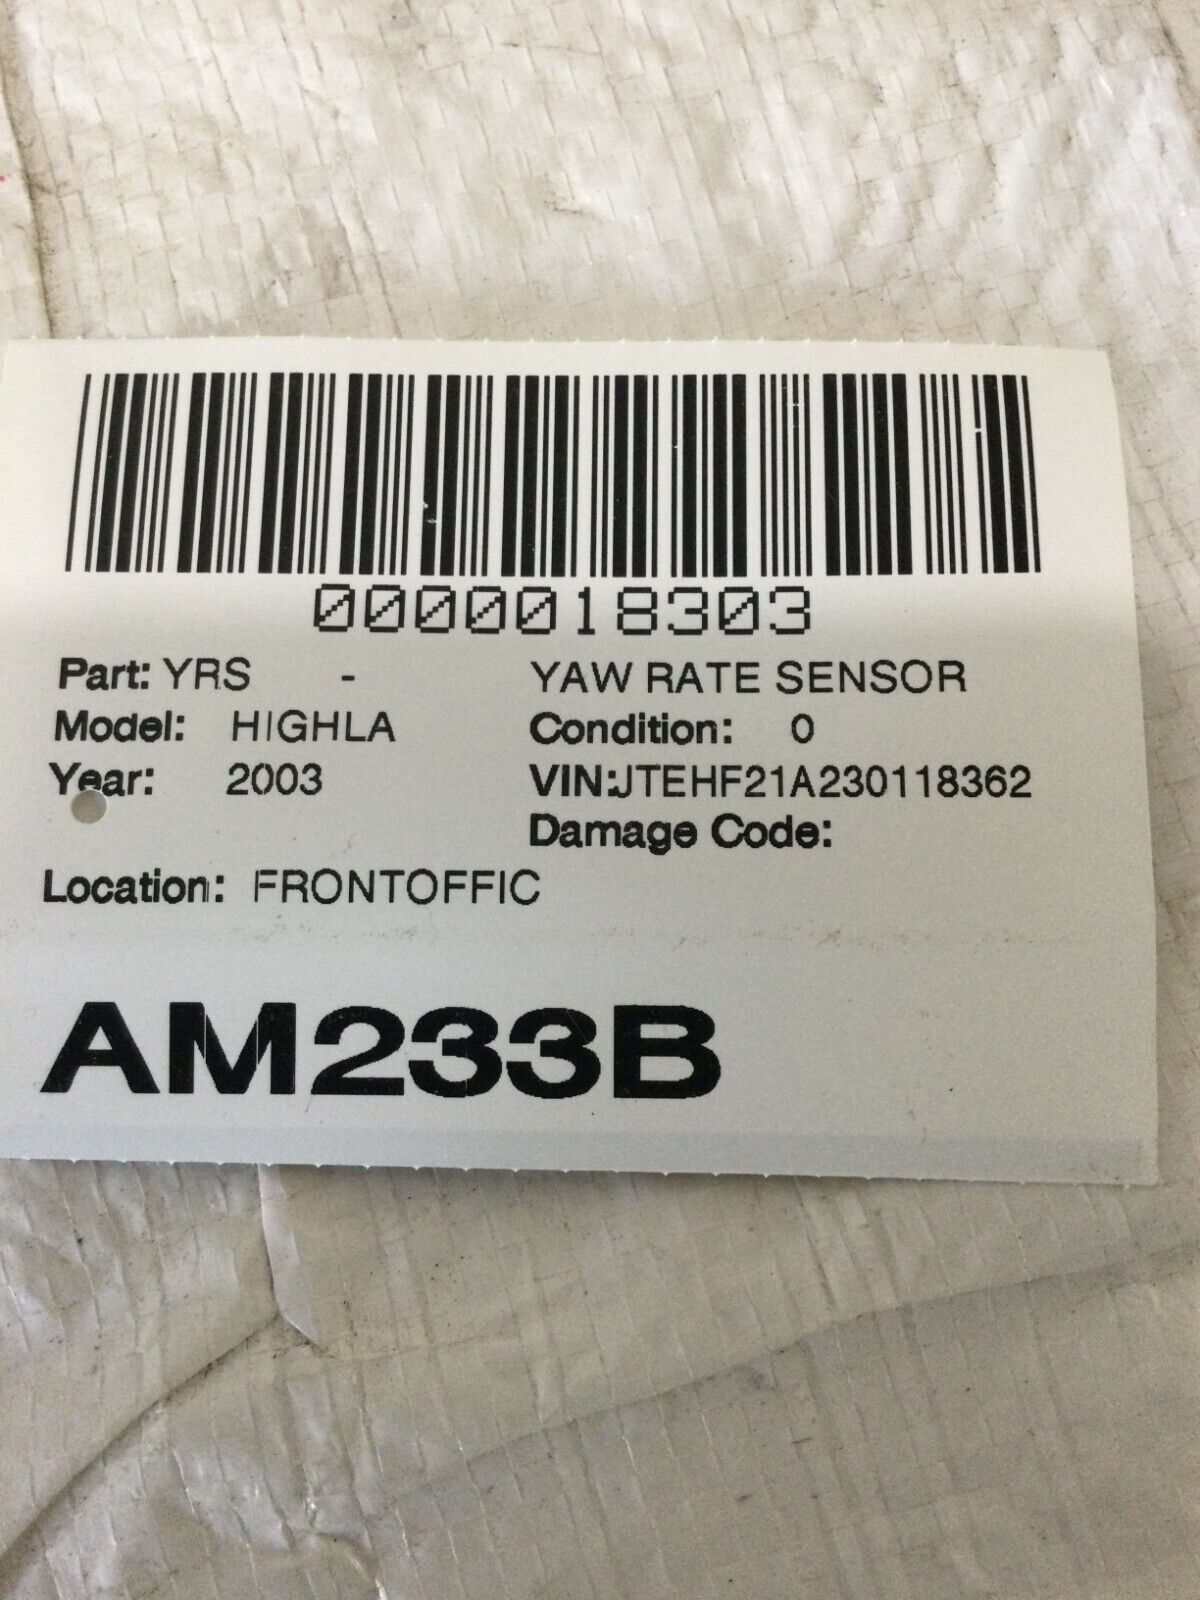 0000018303
Part: YRS - YAW RATE SENSOR
Model: HIGHLA Condition: 0
Year: 2003 VIN:JTEHF21A230118362
Damage Code:
Location: FRONTOFFIC
AM233B